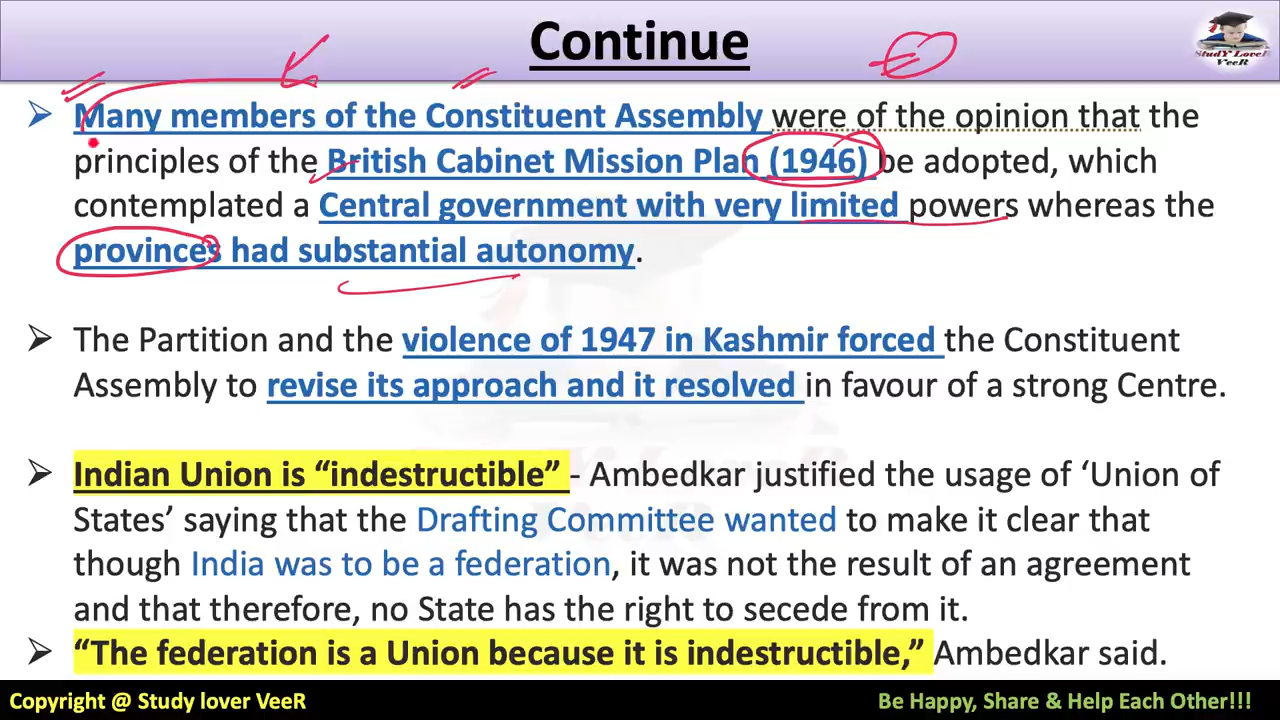 Continue
StudY LoveR
VeeR
➢ Many members of the Constituent Assembly were of the opinion that the
principles of the British Cabinet Mission Plan (1946) be adopted, which
contemplated a Central government with very limited powers whereas the
provinces had substantial autonomy.
➢ The Partition and the violence of 1947 in Kashmir forced the Constituent
Assembly to revise its approach and it resolved in favour of a strong Centre.
➢ Indian Union is “indestructible” - Ambedkar justified the usage of ‘Union of
States’ saying that the Drafting Committee wanted to make it clear that
though India was to be a federation, it was not the result of an agreement
and that therefore, no State has the right to secede from it.
➢ “The federation is a Union because it is indestructible,” Ambedkar said.
Copyright @ Study lover VeeR
Be Happy, Share & Help Each Other!!!